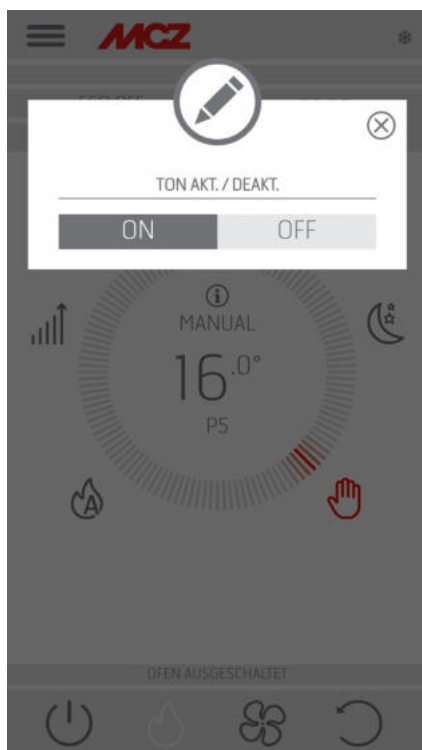 MCZ
TON AKT. / DEAKT.
ON OFF
MANUAL
16.0°
P5
A
OFEN AUSGESCHALTET